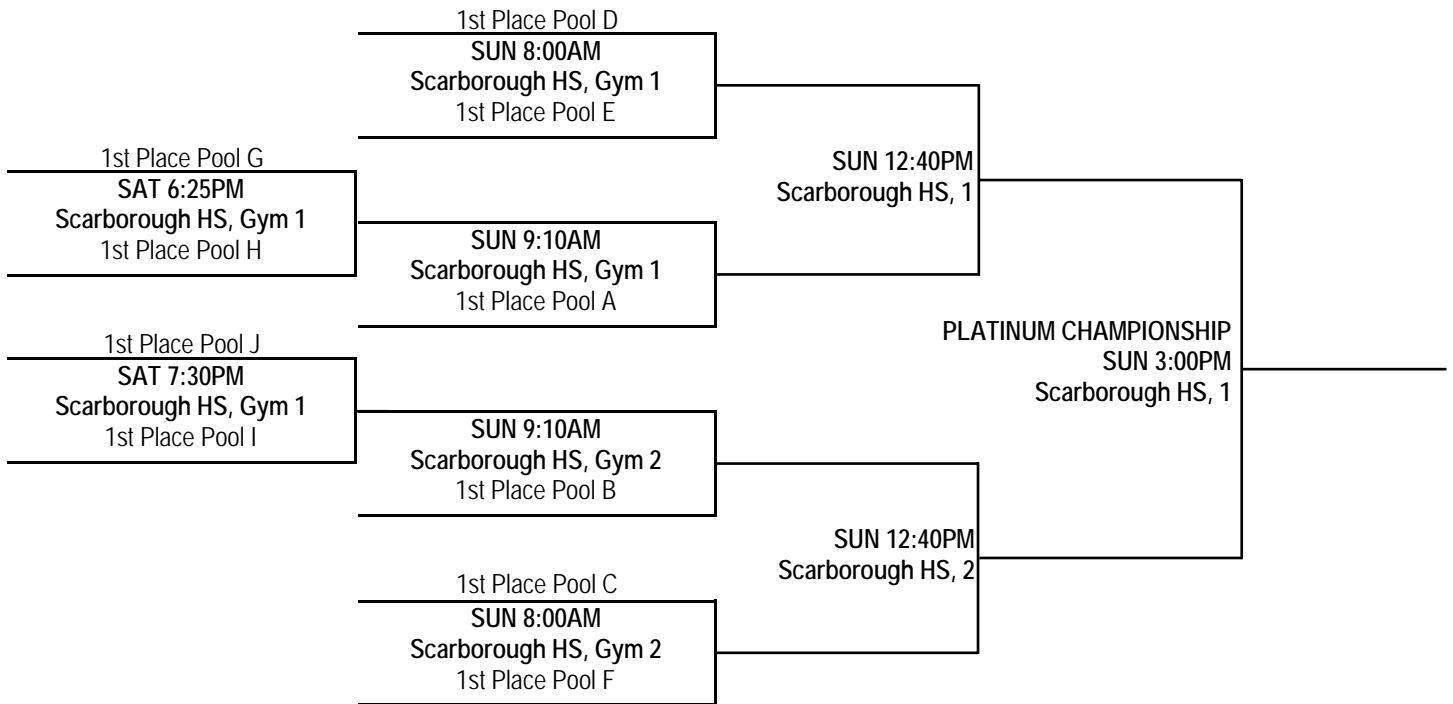 1st Place Pool D
SUN 8:00AM
Scarborough HS, Gym 1
1st Place Pool E
1st Place Pool G
SAT 6:25PM
Scarborough HS, Gym 1
1st Place Pool H
SUN 12:40PM
Scarborough HS, 1
SUN 9:10AM
Scarborough HS, Gym 1
1st Place Pool A
1st Place Pool J
SAT 7:30PM
Scarborough HS, Gym 1
1st Place Pool I
PLATINUM CHAMPIONSHIP
SUN 3:00PM
Scarborough HS, 1
SUN 9:10AM
Scarborough HS, Gym 2
1st Place Pool B
SUN 12:40PM
Scarborough HS, 2
1st Place Pool C
SUN 8:00AM
Scarborough HS, Gym 2
1st Place Pool F